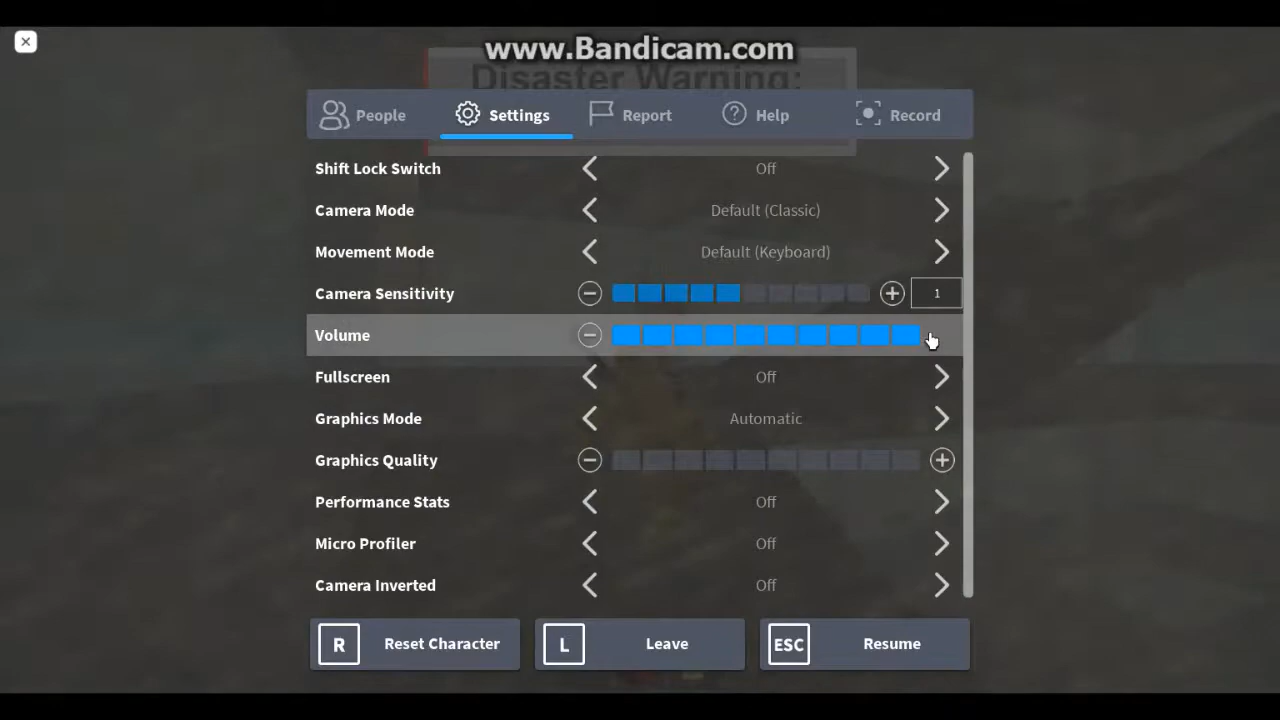 www.Bandicam.com
Disaster Warning:
People Settings Report Help Record
Shift Lock Switch Off
Camera Mode Default (Classic)
Movement Mode Default (Keyboard)
Camera Sensitivity 1
Volume
Fullscreen Off
Graphics Mode Automatic
Graphics Quality
Performance Stats Off
Micro Profiler Off
Camera Inverted Off
R Reset Character L Leave ESC Resume